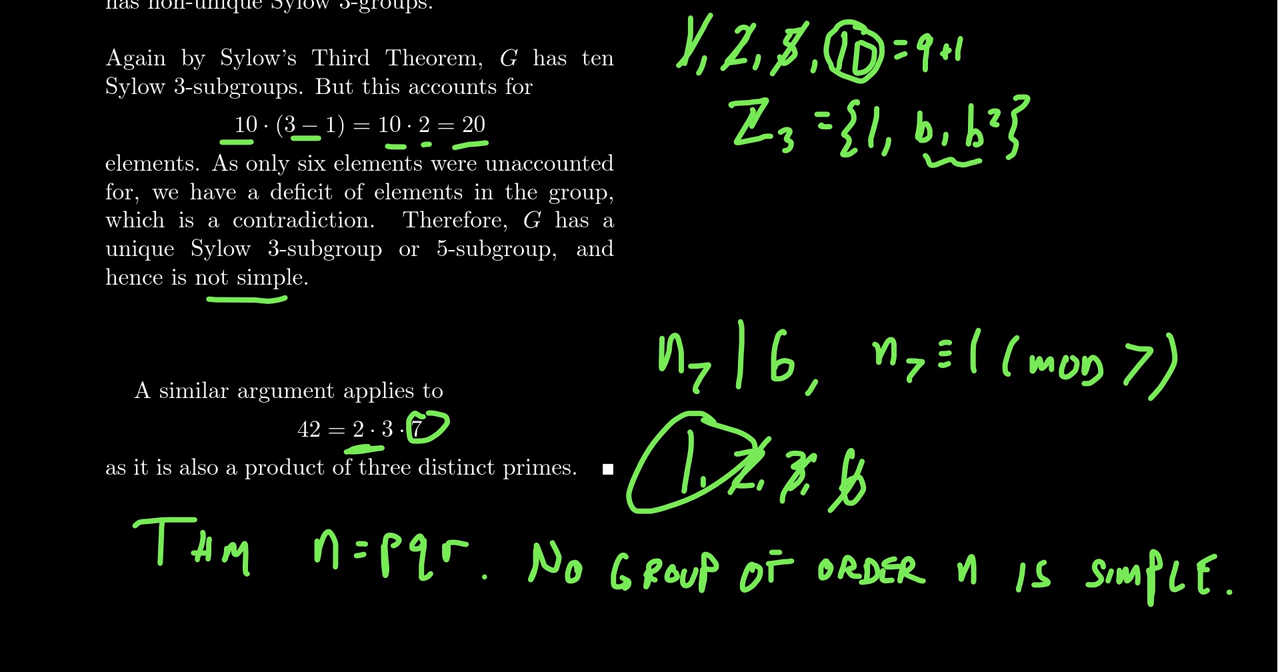 has non-unique Sylow 3-groups.
Again by Sylow's Third Theorem, G has ten
Sylow 3-subgroups. But this accounts for
10 · (3 − 1) = 10 · 2 = 20
elements. As only six elements were unaccounted
for, we have a deficit of elements in the group,
which is a contradiction. Therefore, G has a
unique Sylow 3-subgroup or 5-subgroup, and
hence is not simple.
A similar argument applies to
42 = 2 · 3 · 7
as it is also a product of three distinct primes. ■
1, 2, 5, 10 = 9+1
Z₃ = {1, b, b²}
n₇ | 6, n₇ ≡ 1 (MOD 7)
1, 2, 3, 6
THM n=pqr. NO GROUP OF ORDER n IS SIMPLE.